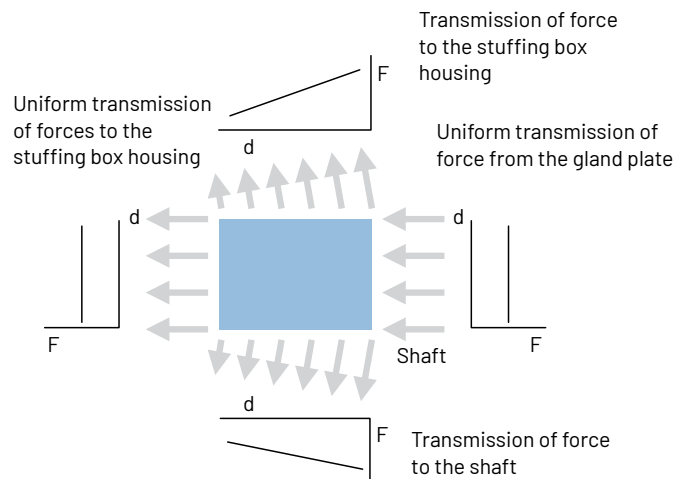 Transmission of force
to the stuffing box
housing
F
Uniform transmission
of forces to the
stuffing box housing
d
Uniform transmission of
force from the gland plate
d
d
F
F
Shaft
d
F
Transmission of force
to the shaft